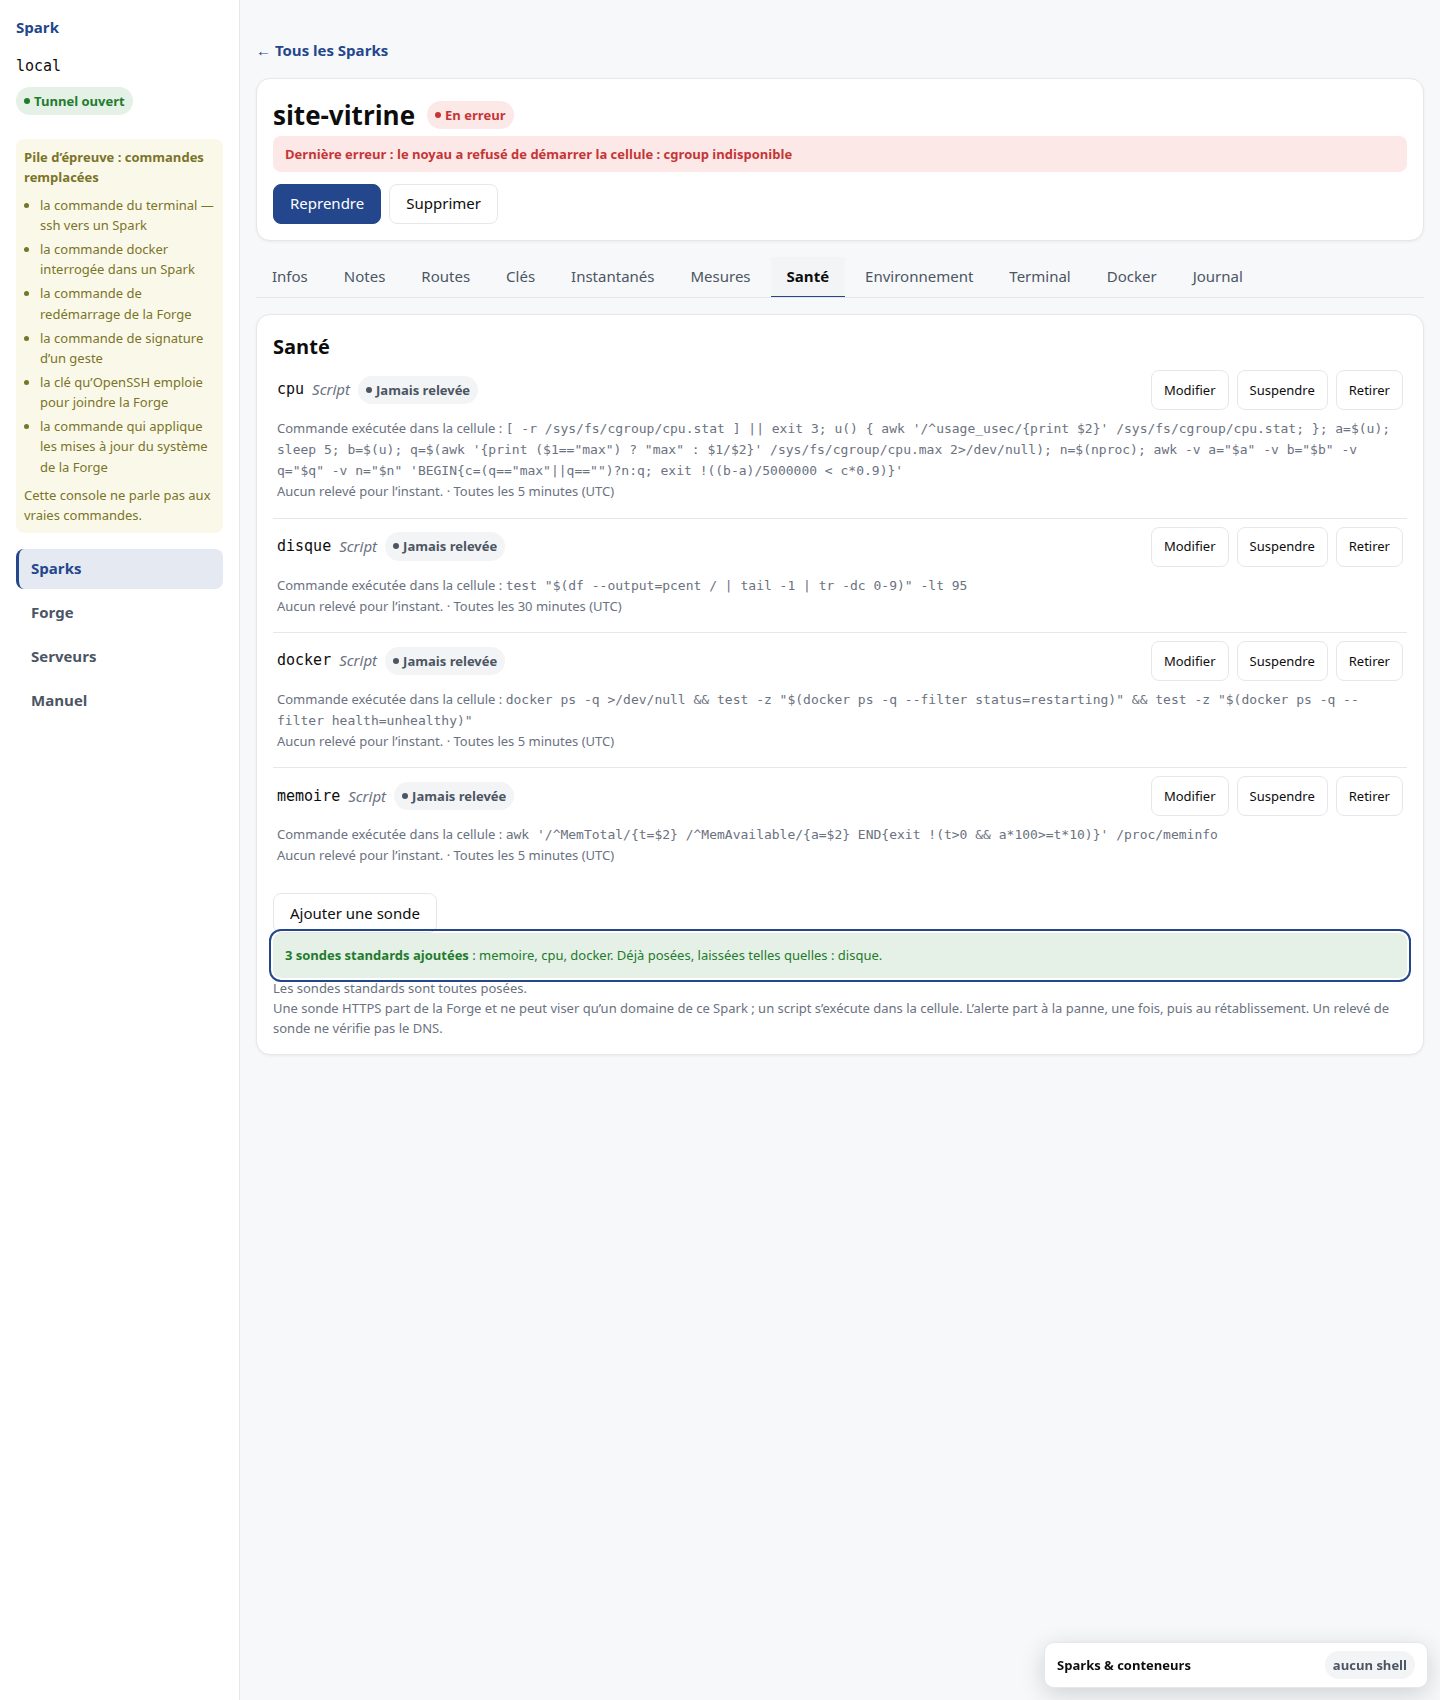 Spark
local
Tunnel ouvert
Pile d’épreuve : commandes
remplacées
la commande du terminal —
ssh vers un Spark
la commande docker
interrogée dans un Spark
la commande de
redémarrage de la Forge
la commande de signature
d’un geste
la clé qu’OpenSSH emploie
pour joindre la Forge
la commande qui applique
les mises à jour du système
de la Forge
Cette console ne parle pas aux
vraies commandes.
Sparks
Forge
Serveurs
Manuel
← Tous les Sparks
site-vitrine En erreur
Dernière erreur : le noyau a refusé de démarrer la cellule : cgroup indisponible
Reprendre Supprimer
Infos Notes Routes Clés Instantanés Mesures Santé Environnement Terminal Docker Journal
Santé
cpu Script Jamais relevée Modifier Suspendre Retirer
Commande exécutée dans la cellule : [ -r /sys/fs/cgroup/cpu.stat ] || exit 3; u() { awk '/^usage_usec/{print $2}' /sys/fs/cgroup/cpu.stat; }; a=$(u);
sleep 5; b=$(u); q=$(awk '{print ($1=="max") ? "max" : $1/$2}' /sys/fs/cgroup/cpu.max 2>/dev/null); n=$(nproc); awk -v a="$a" -v b="$b" -v
q="$q" -v n="$n" 'BEGIN{c=(q=="max"||q=="")?n:q; exit !((b-a)/5000000 < c*0.9)}'
Aucun relevé pour l’instant. · Toutes les 5 minutes (UTC)
disque Script Jamais relevée Modifier Suspendre Retirer
Commande exécutée dans la cellule : test "$(df --output=pcent / | tail -1 | tr -dc 0-9)" -lt 95
Aucun relevé pour l’instant. · Toutes les 30 minutes (UTC)
docker Script Jamais relevée Modifier Suspendre Retirer
Commande exécutée dans la cellule : docker ps -q >/dev/null && test -z "$(docker ps -q --filter status=restarting)" && test -z "$(docker ps -q --
filter health=unhealthy)"
Aucun relevé pour l’instant. · Toutes les 5 minutes (UTC)
memoire Script Jamais relevée Modifier Suspendre Retirer
Commande exécutée dans la cellule : awk '/^MemTotal/{t=$2} /^MemAvailable/{a=$2} END{exit !(t>0 && a*100>=t*10)}' /proc/meminfo
Aucun relevé pour l’instant. · Toutes les 5 minutes (UTC)
Ajouter une sonde
3 sondes standards ajoutées : memoire, cpu, docker. Déjà posées, laissées telles quelles : disque.
Les sondes standards sont toutes posées.
Une sonde HTTPS part de la Forge et ne peut viser qu’un domaine de ce Spark ; un script s’exécute dans la cellule. L’alerte part à la panne, une fois, puis au rétablissement. Un relevé de
sonde ne vérifie pas le DNS.
Sparks & conteneurs aucun shell